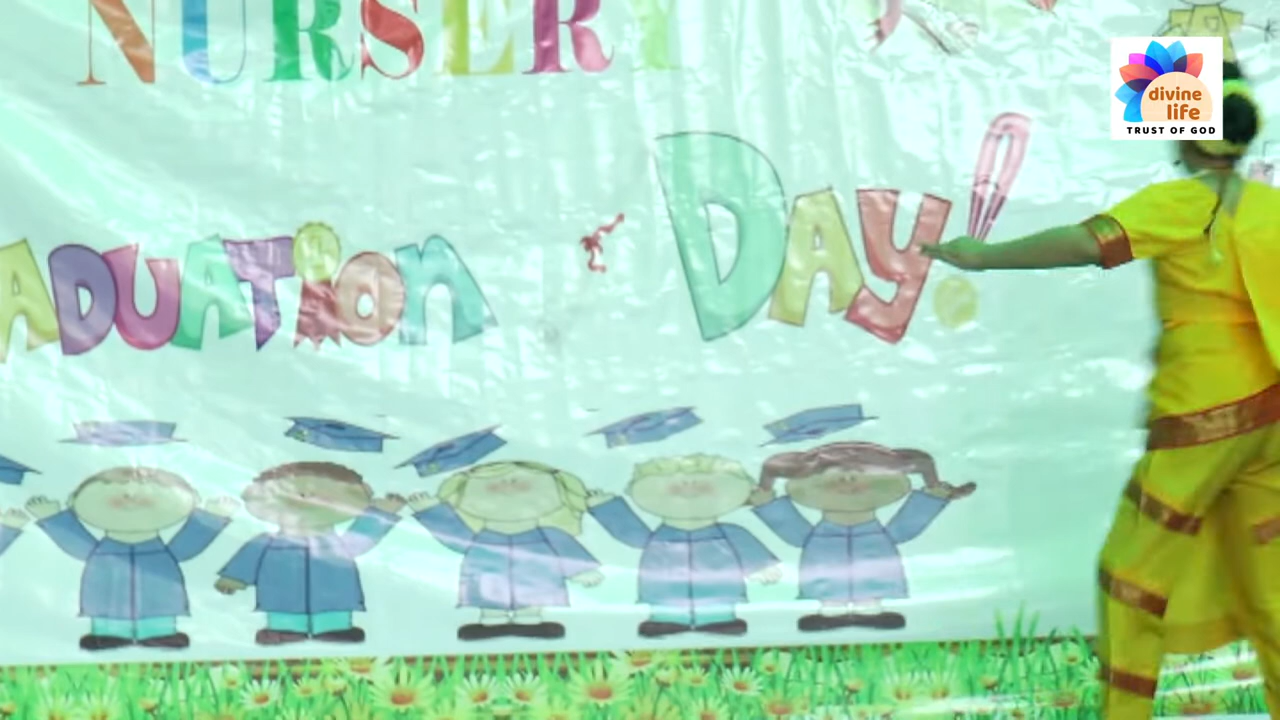 NURSERY
ADUATION DAY!
divine
life
TRUST OF GOD